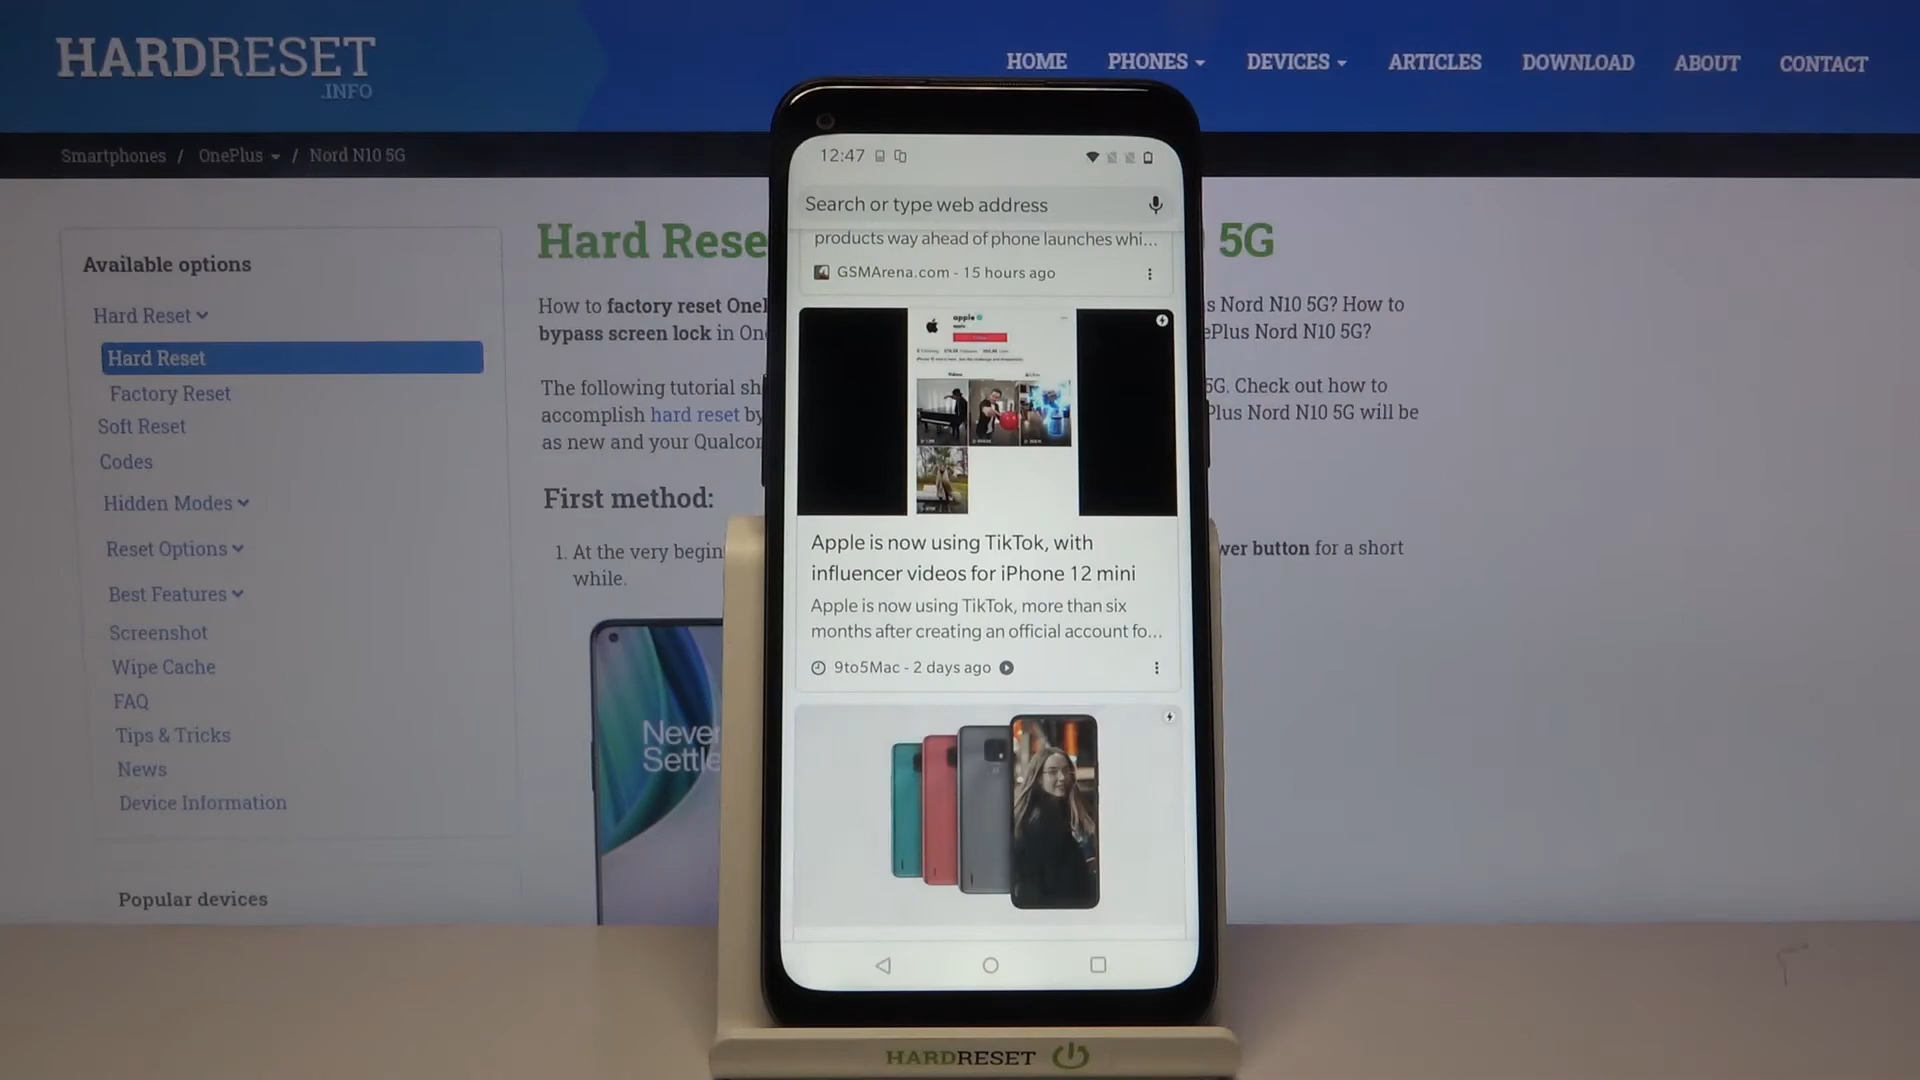 HARDRESET
.INFO
HOME PHONES DEVICES ARTICLES DOWNLOAD ABOUT CONTACT
Smartphones / OnePlus / Nord N10 5G
Available options
Hard Reset
Hard Reset
Factory Reset
Soft Reset
Codes
Hidden Modes
Reset Options
Best Features
Screenshot
Wipe Cache
FAQ
Tips & Tricks
News
Device Information
Popular devices
Hard Rese 5G
How to factory reset One s Nord N10 5G? How to
bypass screen lock in On ePlus Nord N10 5G?
The following tutorial sh 5G. Check out how to
accomplish hard reset by Plus Nord N10 5G will be
as new and your Qualcor
First method:
1. At the very begin wer button for a short
while.
Never
Settle
12:47
Search or type web address
products way ahead of phone launches whi...
GSMArena.com - 15 hours ago
apple
Apple is now using TikTok, with
influencer videos for iPhone 12 mini
Apple is now using TikTok, more than six
months after creating an official account fo...
9to5Mac - 2 days ago
HARDRESET